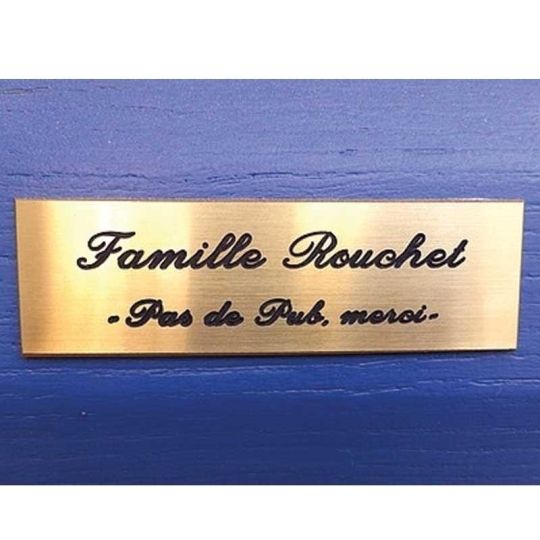 Famille Rouchet
- Pas de Pub, merci -